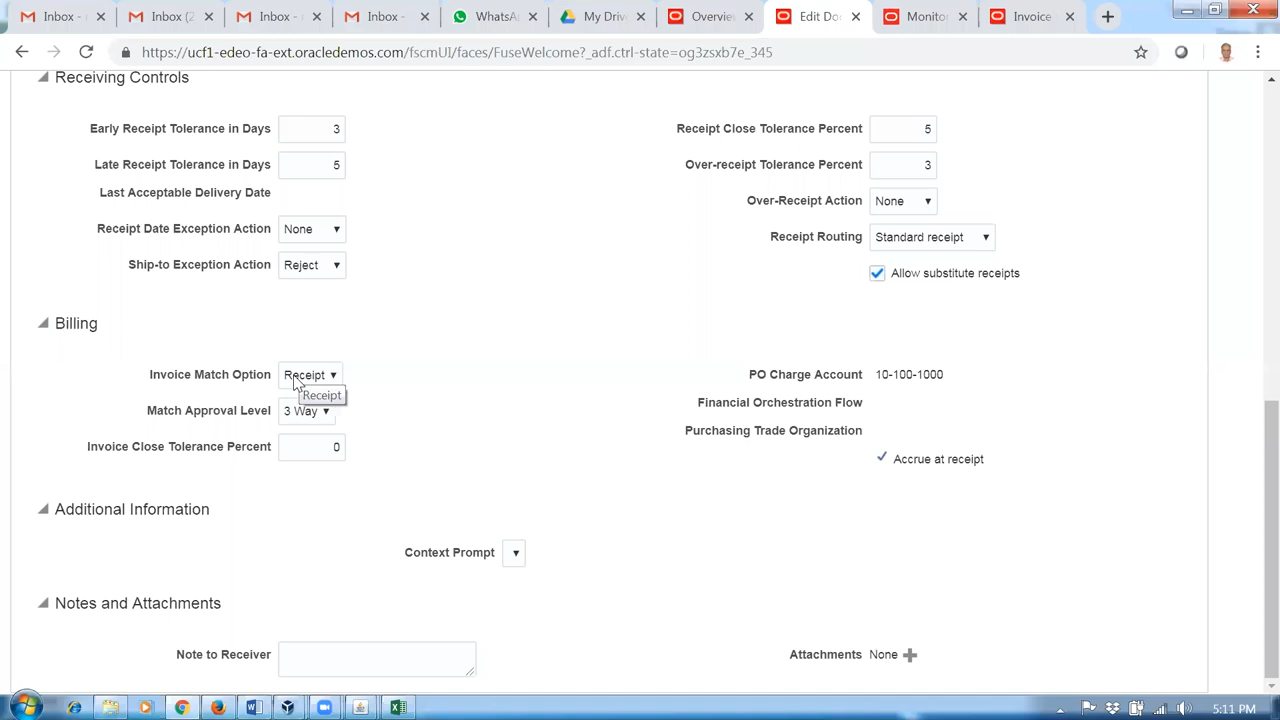 Inbox - Inbox ( Inbox - Inbox - WhatsA My Driv Overvie Edit Do Monito Invoice
https://ucf1-edeo-fa-ext.oracledemos.com/fscmUI/faces/FuseWelcome?_adf.ctrl-state=og3zsxb7e_345
Receiving Controls
Early Receipt Tolerance in Days 3 Receipt Close Tolerance Percent 5
Late Receipt Tolerance in Days 5 Over-receipt Tolerance Percent 3
Last Acceptable Delivery Date Over-Receipt Action None
Receipt Date Exception Action None Receipt Routing Standard receipt
Ship-to Exception Action Reject Allow substitute receipts
Billing
Invoice Match Option Receipt PO Charge Account 10-100-1000
Receipt
Match Approval Level 3 Way Financial Orchestration Flow
Invoice Close Tolerance Percent 0 Purchasing Trade Organization
Accrue at receipt
Additional Information
Context Prompt
Notes and Attachments
Note to Receiver Attachments None
5:11 PM